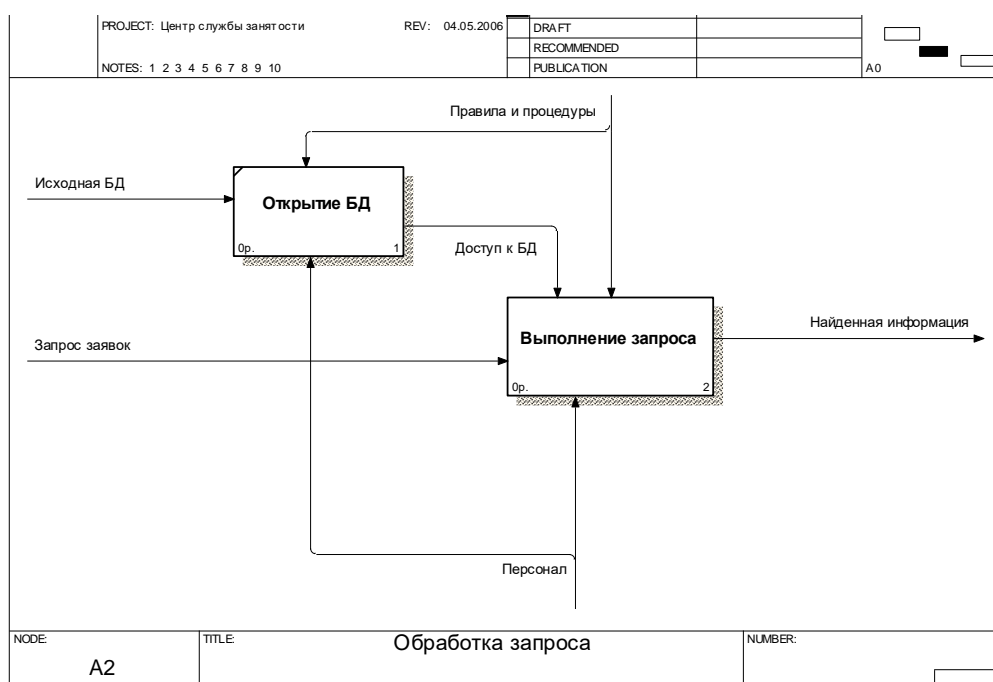 PROJECT: Центр службы занятости
REV: 04.05.2006
DRAFT
RECOMMENDED
NOTES: 1 2 3 4 5 6 7 8 9 10
PUBLICATION
A0
Правила и процедуры
Исходная БД
Открытие БД
0р.
1
Доступ к БД
Найденная информация
Запрос заявок
Выполнение запроса
0р.
2
Персонал
NODE:
TITLE:
Обработка запроса
NUMBER:
A2